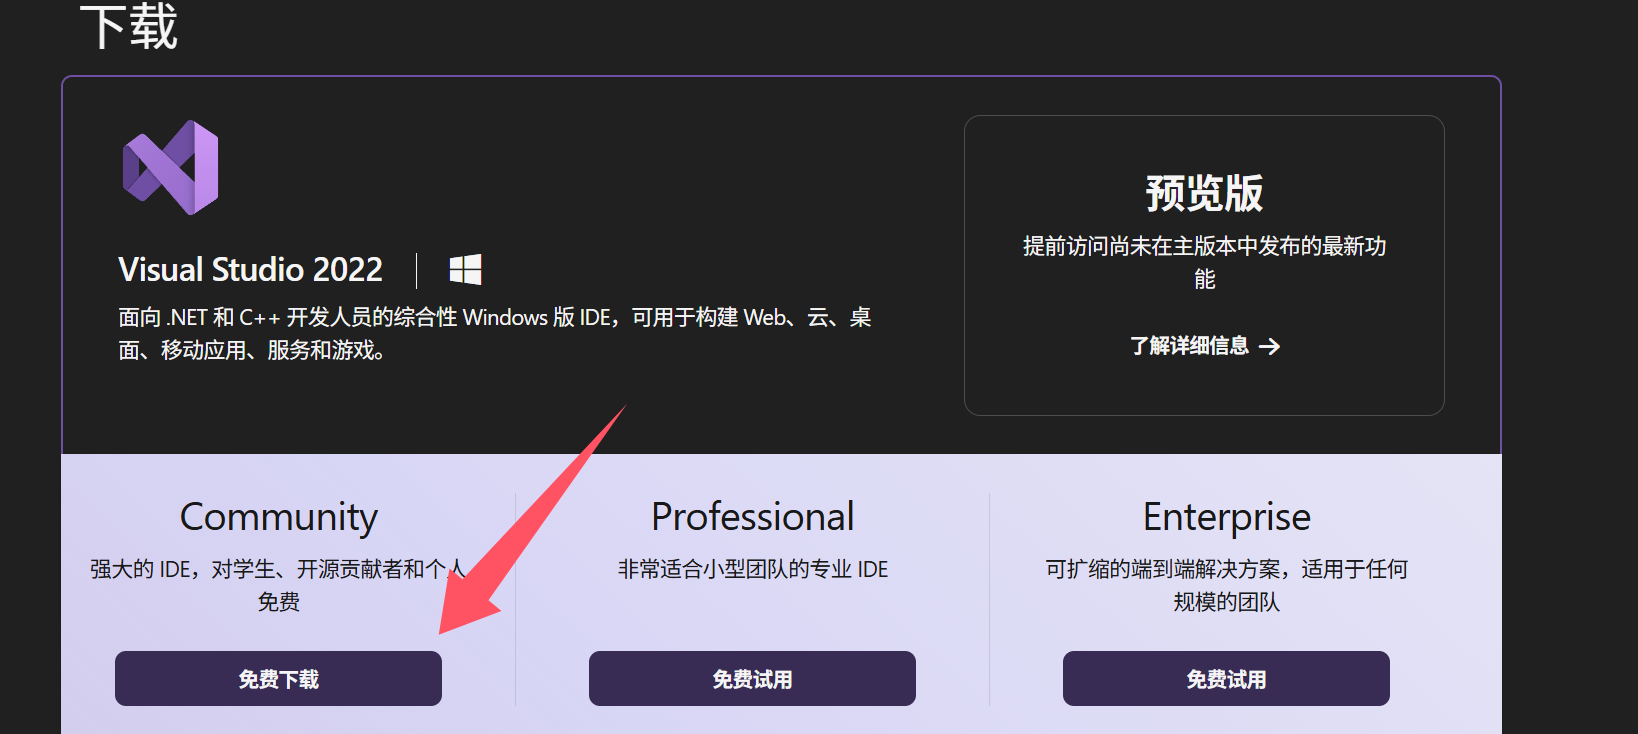 下载
Visual Studio 2022
面向 .NET 和 C++ 开发人员的综合性 Windows 版 IDE，可用于构建 Web、云、桌
面、移动应用、服务和游戏。
预览版
提前访问尚未在主版本中发布的最新功
能
了解详细信息
Community
强大的 IDE，对学生、开源贡献者和个人
免费
免费下载
Professional
非常适合小型团队的专业 IDE
免费试用
Enterprise
可扩缩的端到端解决方案，适用于任何
规模的团队
免费试用